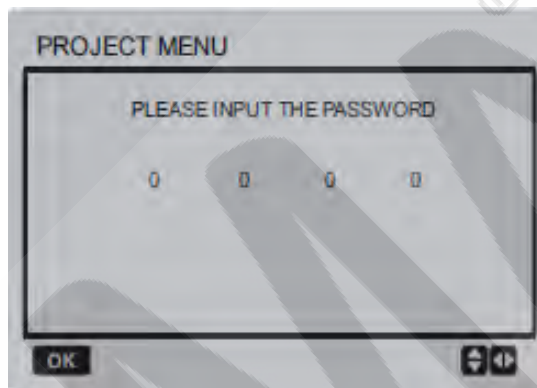 PROJECT MENU
PLEASE INPUT THE PASSWORD
0 0 0 0
OK